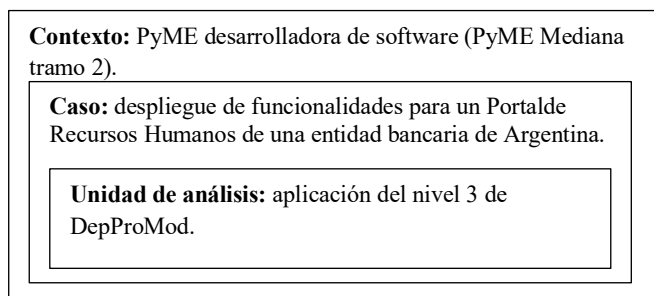 Contexto: PyME desarrolladora de software (PyME Mediana
tramo 2).
Caso: despliegue de funcionalidades para un Portalde
Recursos Humanos de una entidad bancaria de Argentina.
Unidad de análisis: aplicación del nivel 3 de
DepProMod.